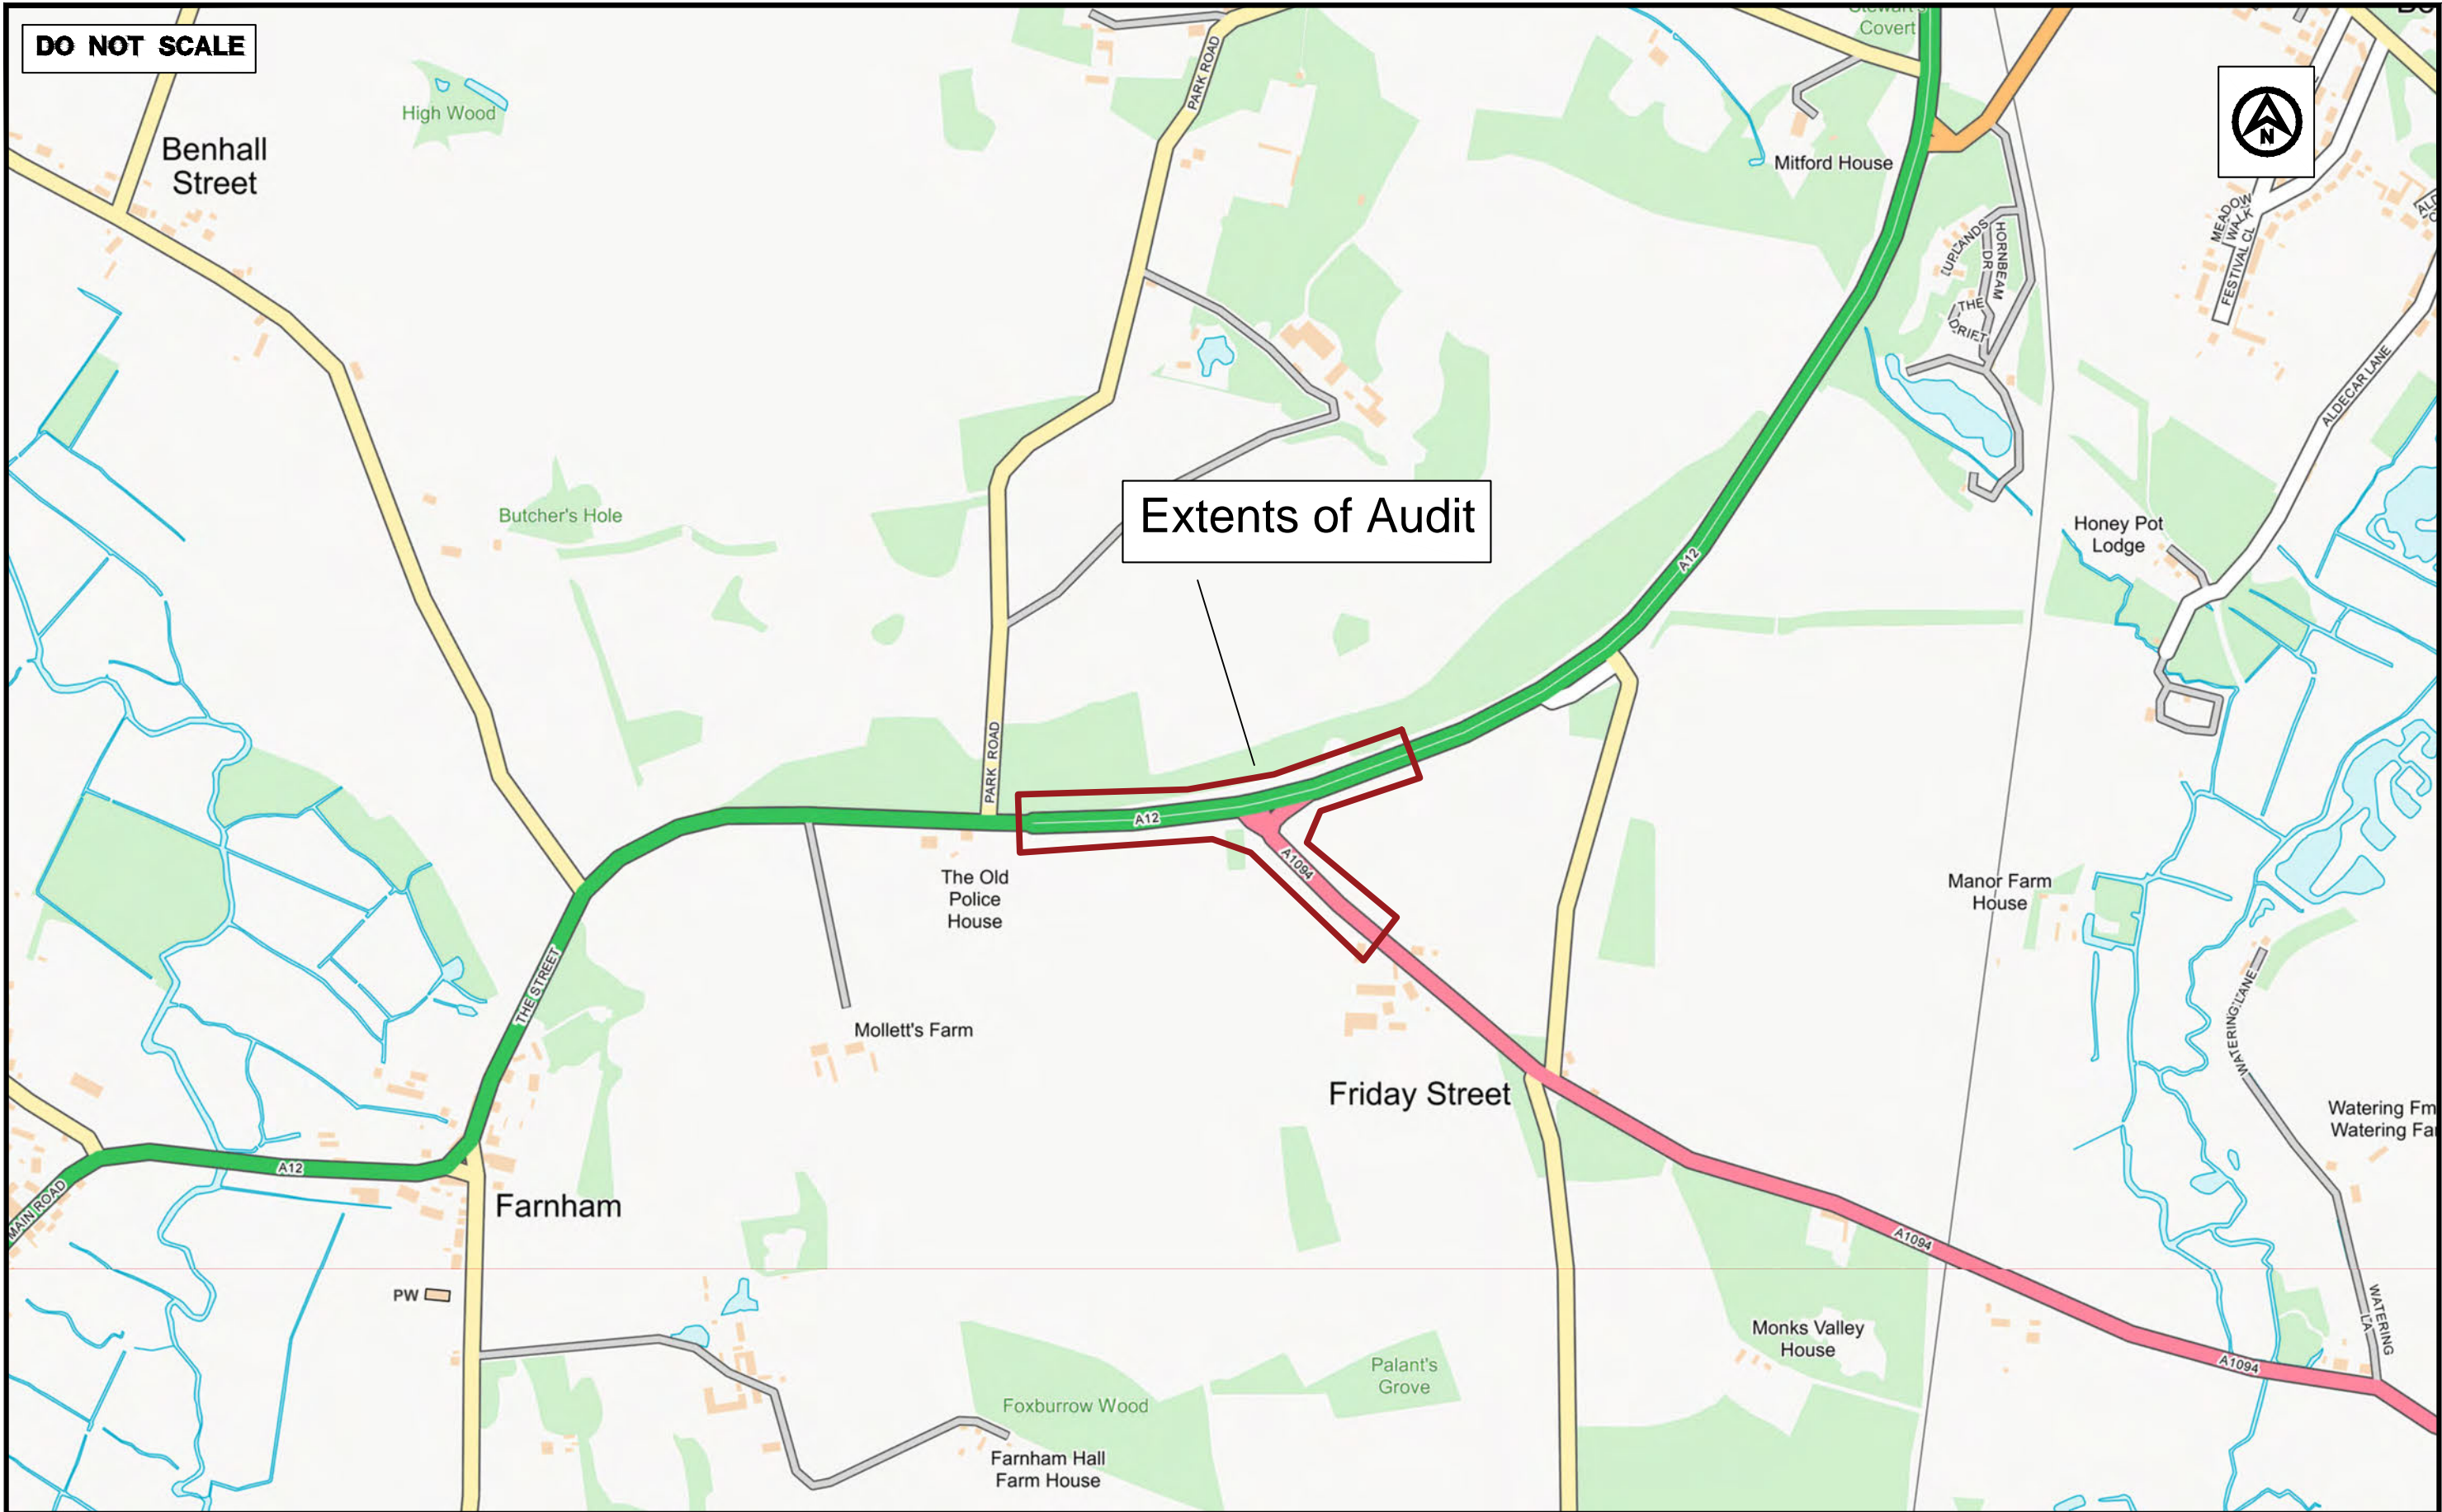 DO NOT SCALE
Covert
PARK ROAD
High Wood
N
Benhall
Street
Mitford House
MEADOW
WALK
FESTIVAL CL
UPLANDS
HORNBEAM
DR
THE
DRIFT
ALDECAR LANE
Butcher's Hole
Extents of Audit
Honey Pot
Lodge
A12
PARK ROAD
A12
A1094
The Old
Police
House
Manor Farm
House
THE STREET
WATERING LANE
Mollett's Farm
Friday Street
Watering Fm
A12
MAIN ROAD
Farnham
A1094
PW
WATERING
LA
Monks Valley
House
Palant's
Grove
A1094
Foxburrow Wood
Farnham Hall
Farm House